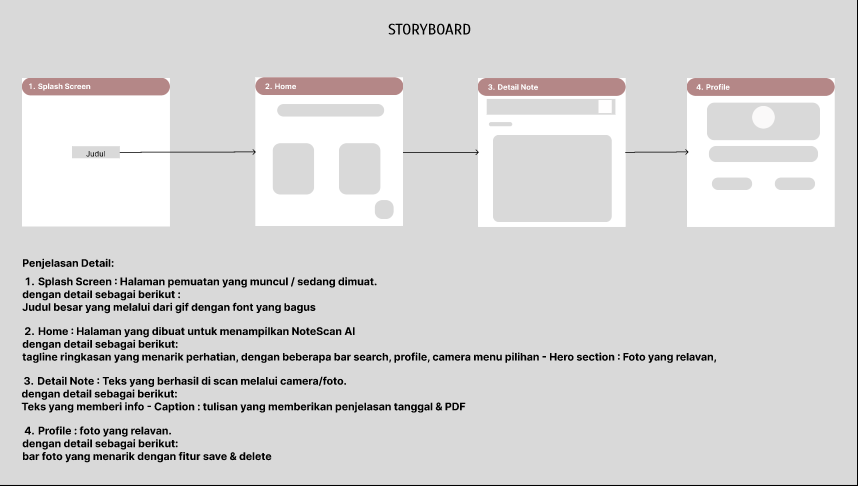 STORYBOARD
1. Splash Screen
2. Home
3. Detail Note
4. Profile
Judul
Penjelasan Detail:
1. Splash Screen : Halaman pemuatan yang muncul / sedang dimuat.
dengan detail sebagai berikut :
Judul besar yang melalui dari gif dengan font yang bagus
2. Home : Halaman yang dibuat untuk menampilkan NoteScan AI
dengan detail sebagai berikut:
tagline ringkasan yang menarik perhatian, dengan beberapa bar search, profile, camera menu pilihan - Hero section : Foto yang relavan,
3. Detail Note : Teks yang berhasil di scan melalui camera/foto.
dengan detail sebagai berikut:
Teks yang memberi info - Caption : tulisan yang memberikan penjelasan tanggal & PDF
4. Profile : foto yang relavan.
dengan detail sebagai berikut:
bar foto yang menarik dengan fitur save & delete